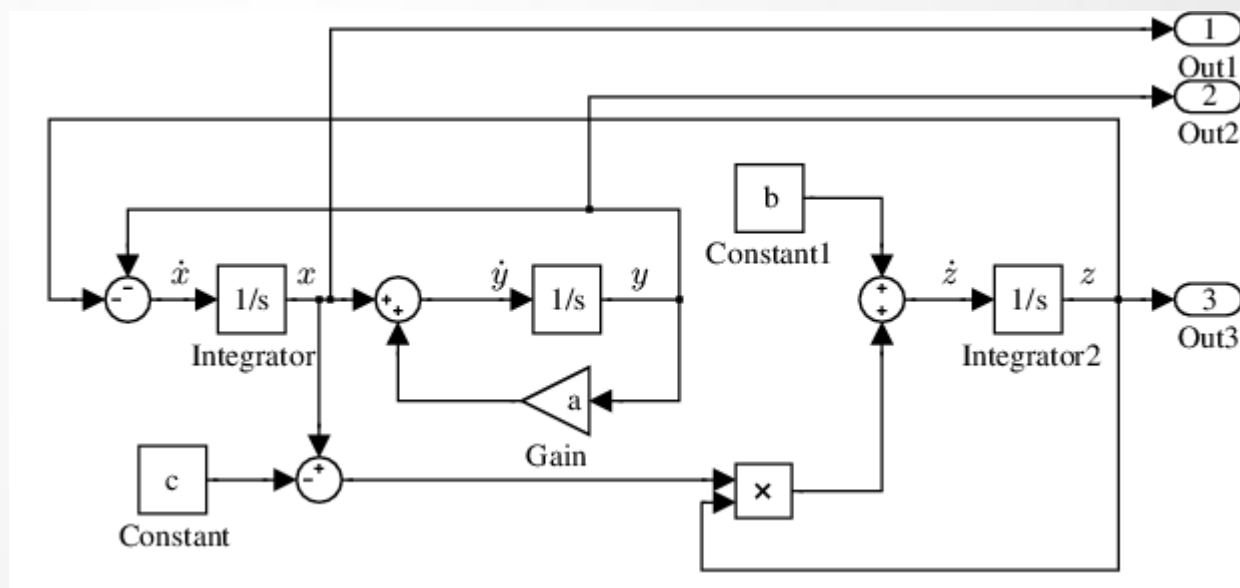 1
Out1
2
Out2
b
Constant1
- -
ẋ
1/s
x
Integrator
+ +
ẏ
1/s
y
a
Gain
+
+
ż
1/s
z
Integrator2
3
Out3
c
Constant
- +
×